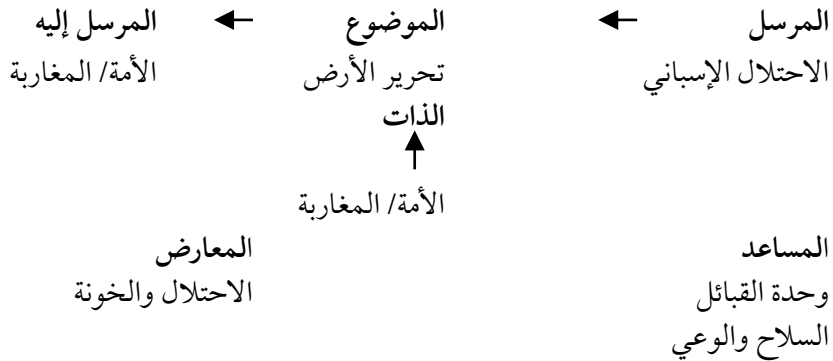 المرسل الموضوع المرسل إليه
الاحتلال الإسباني تحرير الأرض الأمة/ المغاربة
الذات
الأمة/ المغاربة
المساعد المعارض
وحدة القبائل الاحتلال والخونة
السلاح والوعي